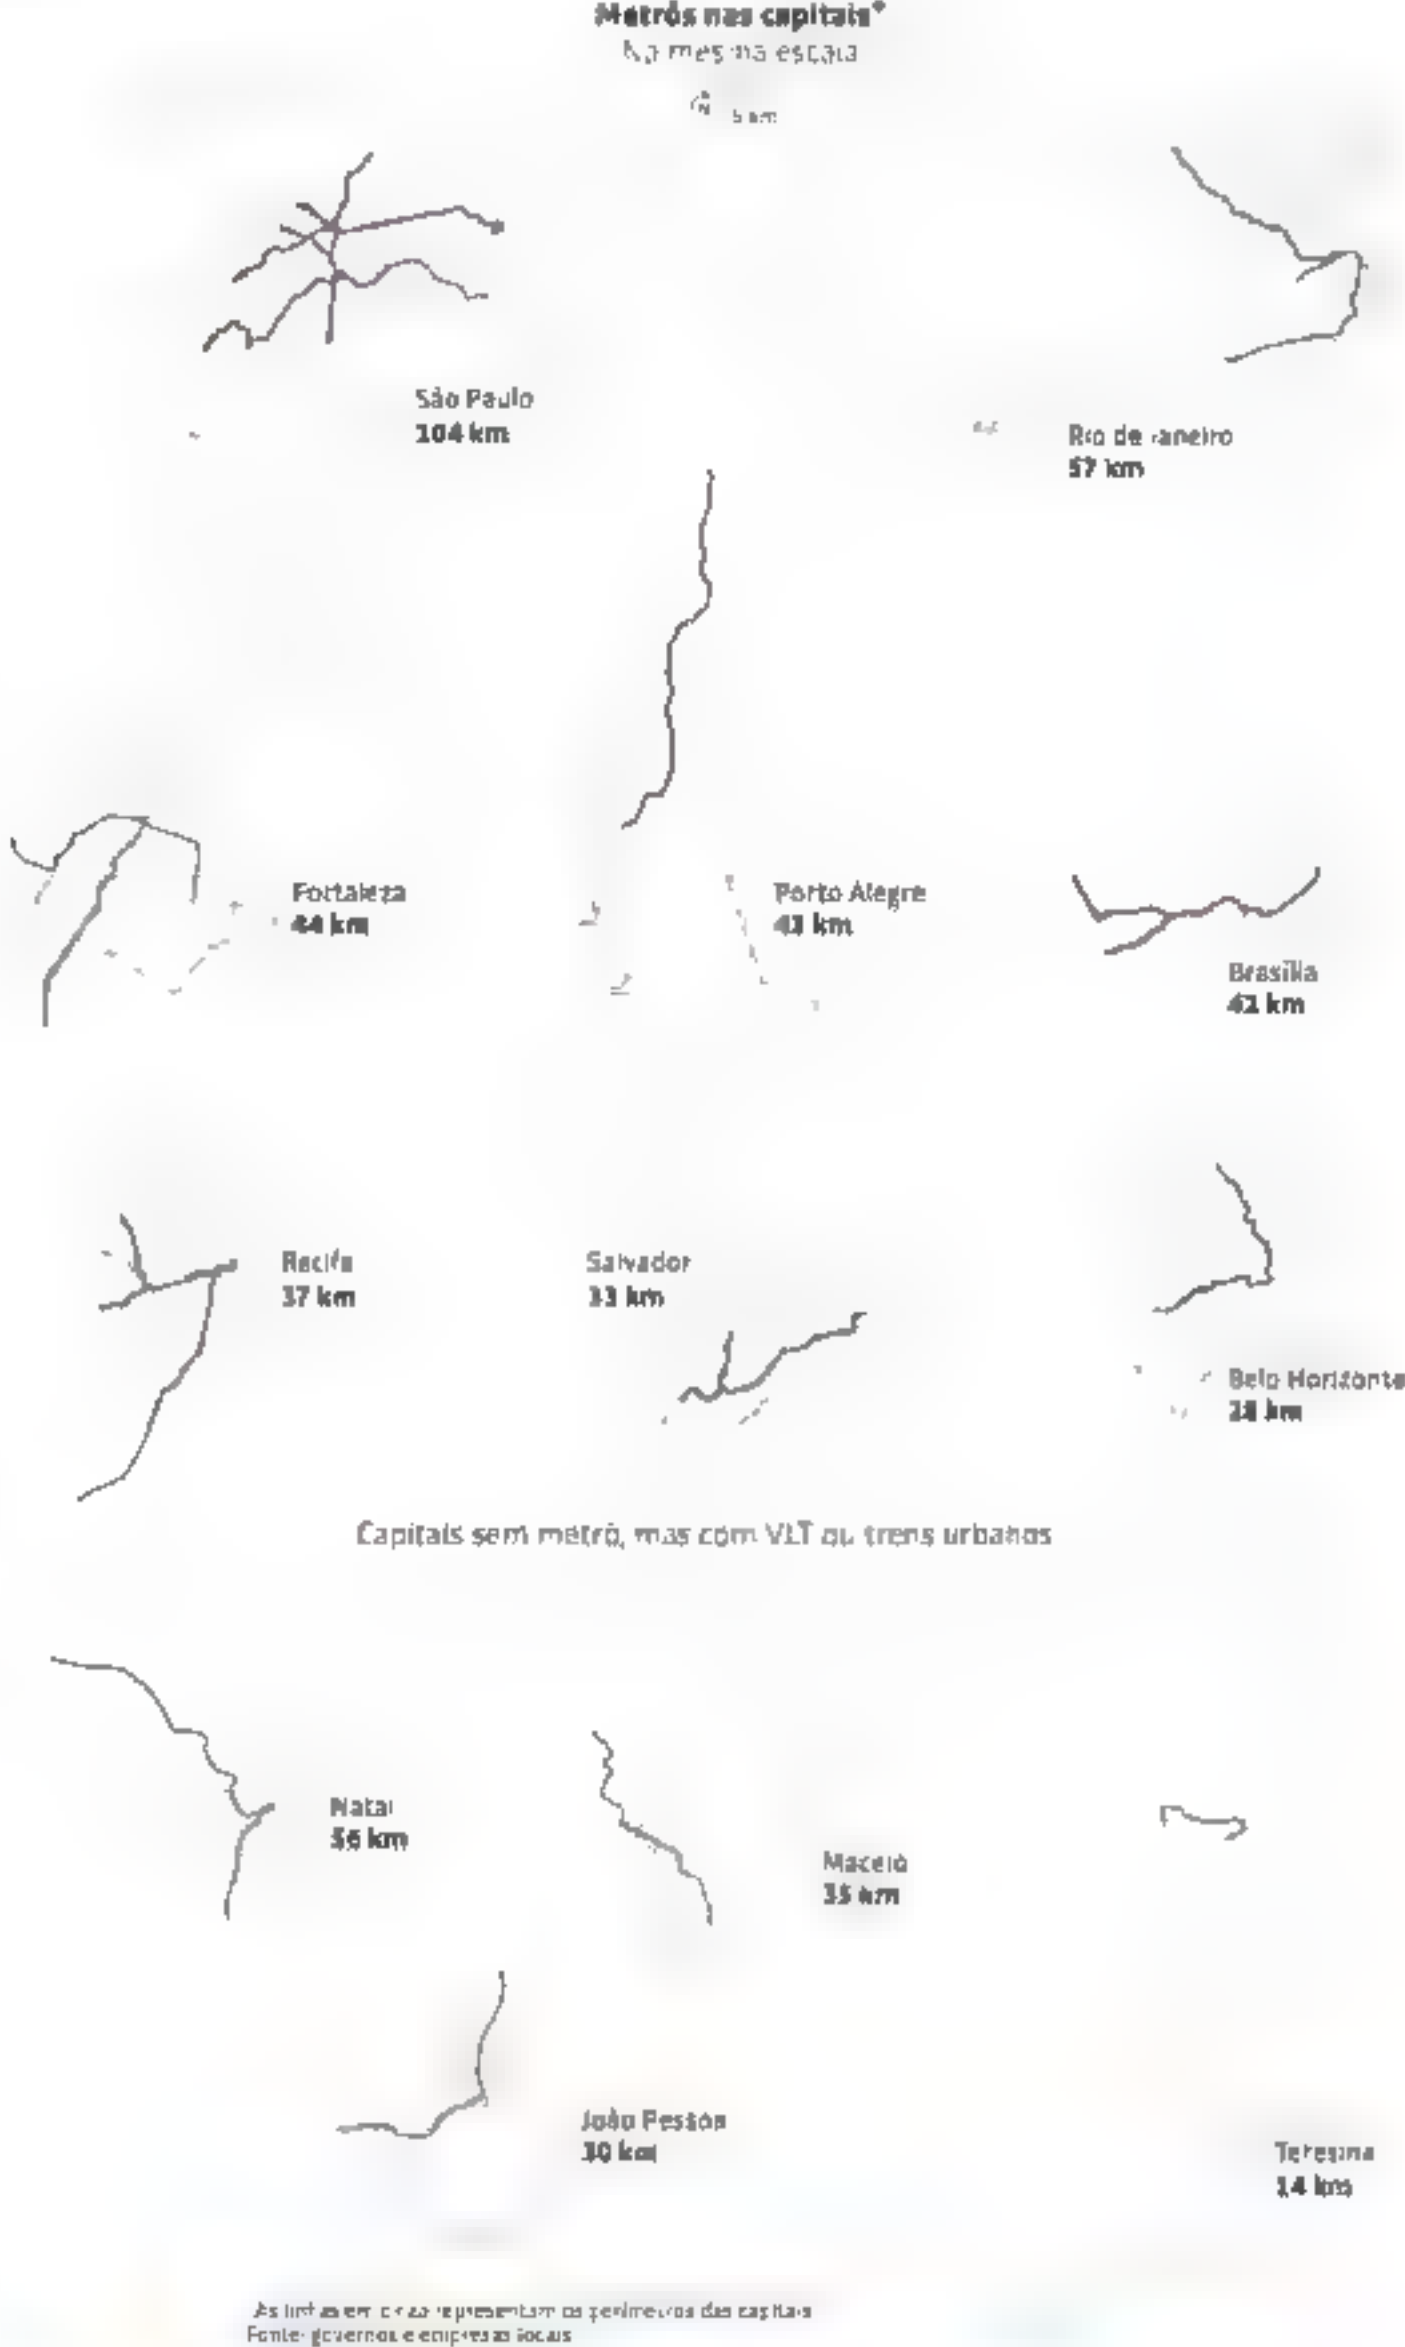 Metrôs nas capitais*
Na mesma escala
5 km
São Paulo
104 km
Rio de Janeiro
57 km
Fortaleza
44 km
Porto Alegre
43 km
Brasília
42 km
Recife
37 km
Salvador
33 km
Belo Horizonte
28 km
Capitais sem metrô, mas com VLT ou trens urbanos
Natal
56 km
Maceió
35 km
João Pessoa
30 km
Teresina
14 km
As linhas em cinza representam os perímetros das capitais
Fonte: governos e empresas locais